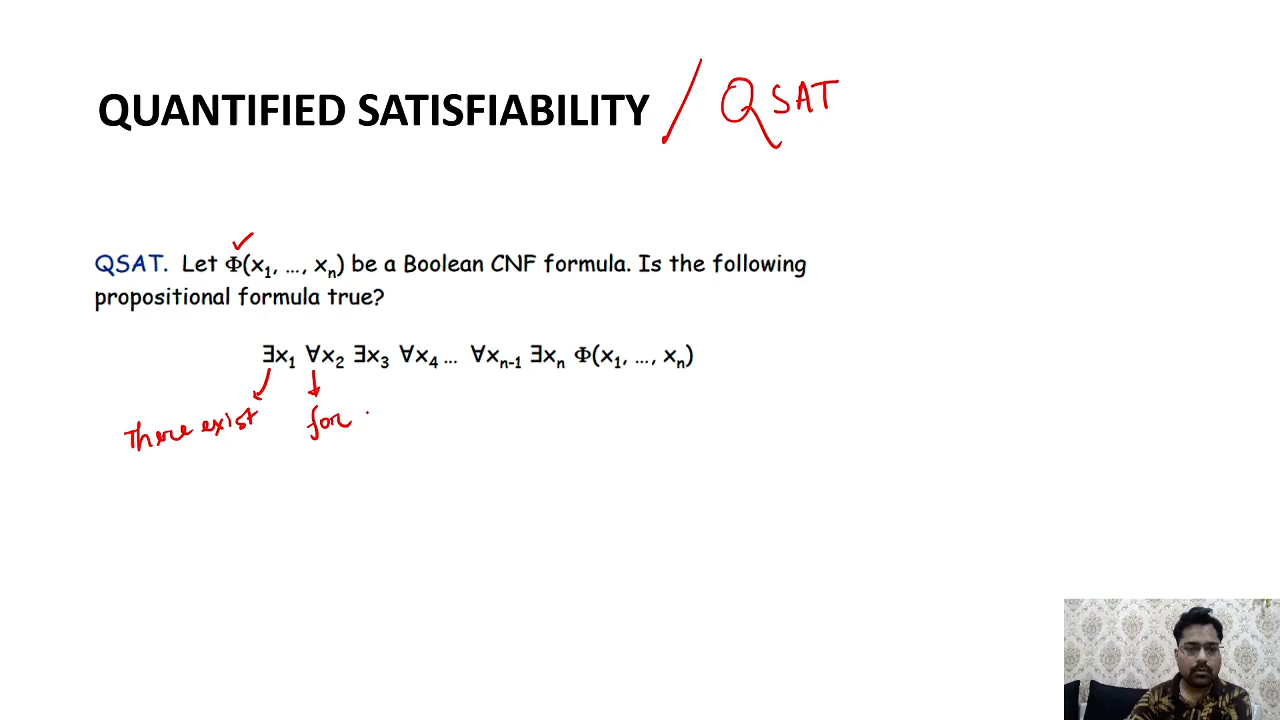 QUANTIFIED SATISFIABILITY / QSAT
QSAT. Let Φ(x₁, …, xₙ) be a Boolean CNF formula. Is the following
propositional formula true?
∃x₁ ∀x₂ ∃x₃ ∀x₄ … ∀xₙ₋₁ ∃xₙ Φ(x₁, …, xₙ)
There exist for